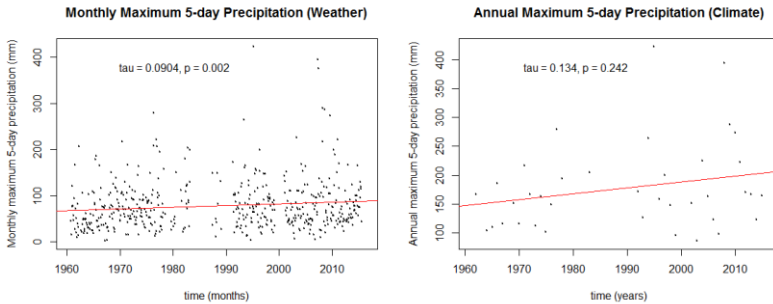 Monthly Maximum 5-day Precipitation (Weather)
Monthly maximum 5-day precipitation (mm)
400
300
200
100
0
tau = 0.0904, p = 0.002
1960 1970 1980 1990 2000 2010
time (months)
Annual Maximum 5-day Precipitation (Climate)
Annual maximum 5-day precipitation (mm)
400
350
300
250
200
150
100
tau = 0.134, p = 0.242
1960 1970 1980 1990 2000 2010
time (years)